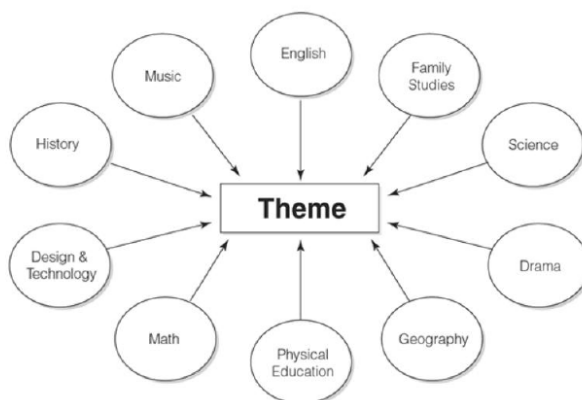 English
Music
Family
Studies
History
Science
Theme
Design &
Technology
Drama
Math
Physical
Education
Geography